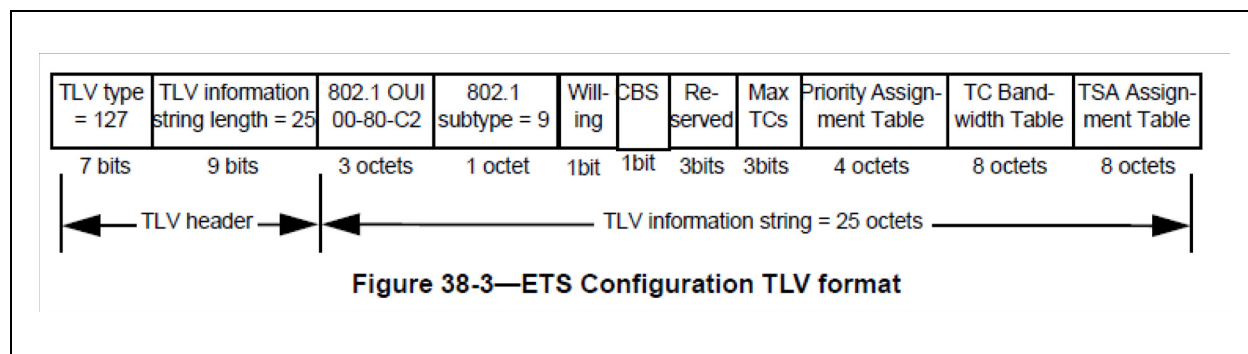 TLV type = 127
TLV information string length = 25
802.1 OUI 00-80-C2
802.1 subtype = 9
Will-ing
CBS
Re-served
Max TCs
Priority Assign-ment Table
TC Band-width Table
TSA Assign-ment Table
7 bits
9 bits
3 octets
1 octet
1bit
1bit
3bits
3bits
4 octets
8 octets
8 octets
TLV header
TLV information string = 25 octets
Figure 38-3—ETS Configuration TLV format